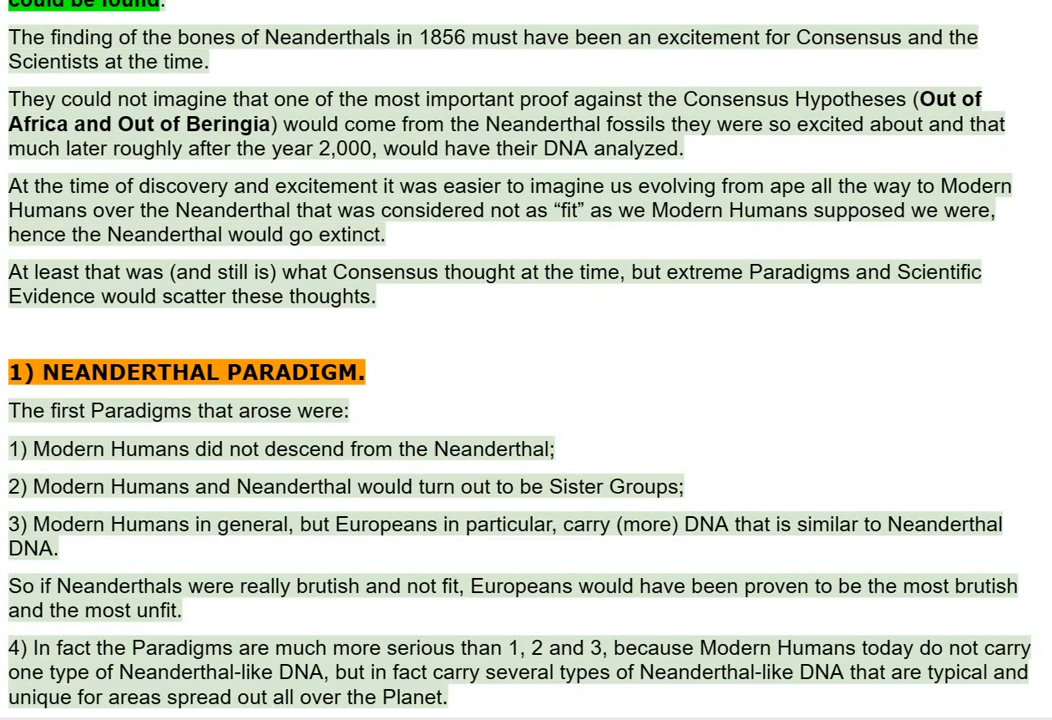 could be found.
The finding of the bones of Neanderthals in 1856 must have been an excitement for Consensus and the
Scientists at the time.
They could not imagine that one of the most important proof against the Consensus Hypotheses (Out of
Africa and Out of Beringia) would come from the Neanderthal fossils they were so excited about and that
much later roughly after the year 2,000, would have their DNA analyzed.
At the time of discovery and excitement it was easier to imagine us evolving from ape all the way to Modern
Humans over the Neanderthal that was considered not as “fit” as we Modern Humans supposed we were,
hence the Neanderthal would go extinct.
At least that was (and still is) what Consensus thought at the time, but extreme Paradigms and Scientific
Evidence would scatter these thoughts.
1) NEANDERTHAL PARADIGM.
The first Paradigms that arose were:
1) Modern Humans did not descend from the Neanderthal;
2) Modern Humans and Neanderthal would turn out to be Sister Groups;
3) Modern Humans in general, but Europeans in particular, carry (more) DNA that is similar to Neanderthal
DNA.
So if Neanderthals were really brutish and not fit, Europeans would have been proven to be the most brutish
and the most unfit.
4) In fact the Paradigms are much more serious than 1, 2 and 3, because Modern Humans today do not carry
one type of Neanderthal-like DNA, but in fact carry several types of Neanderthal-like DNA that are typical and
unique for areas spread out all over the Planet.